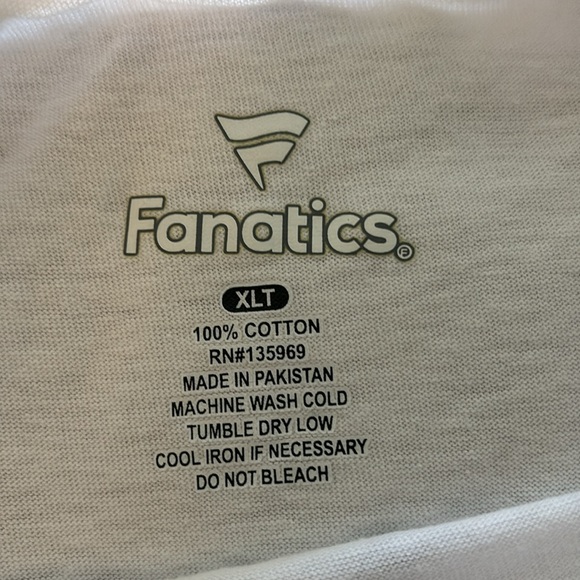 Fanatics®
XLT
100% COTTON
RN#135969
MADE IN PAKISTAN
MACHINE WASH COLD
TUMBLE DRY LOW
COOL IRON IF NECESSARY
DO NOT BLEACH